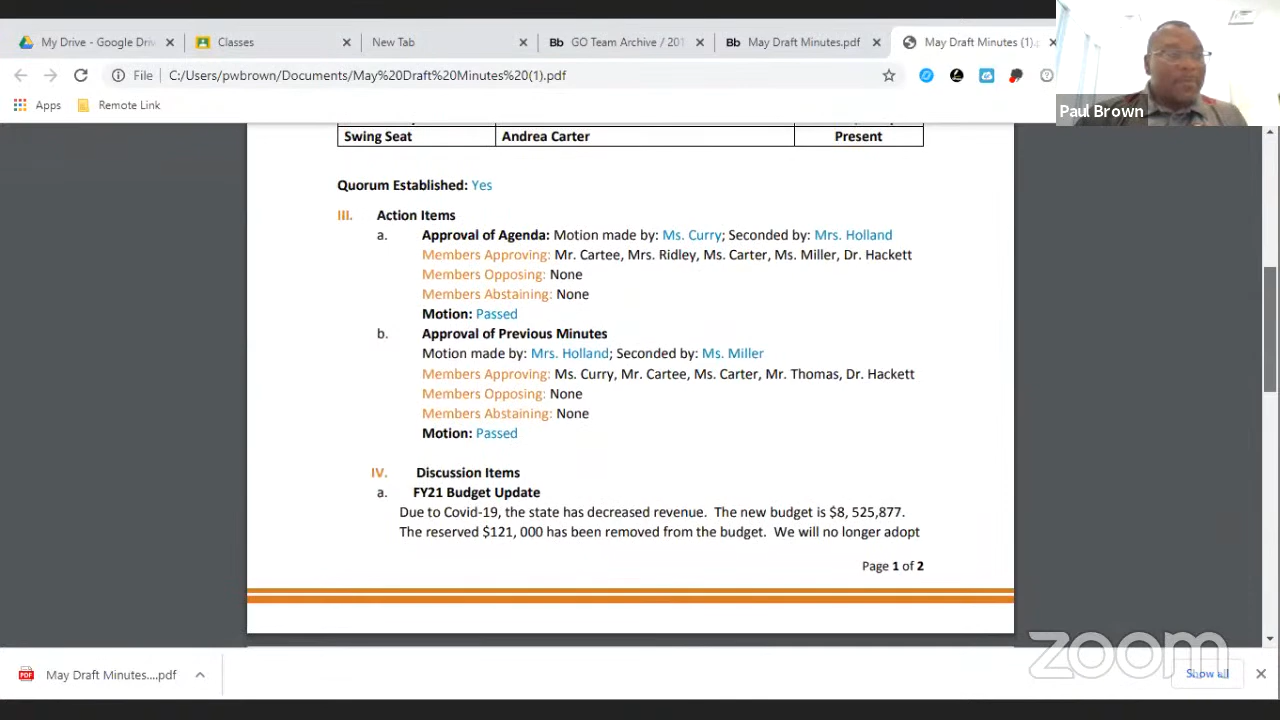 My Drive - Google Dri
Classes
New Tab
Bb GO Team Archive / 201
Bb May Draft Minutes.pdf
May Draft Minutes (1).p
File C:/Users/pwbrown/Documents/May%20Draft%20Minutes%20(1).pdf
Apps Remote Link
Paul Brown
Swing Seat Andrea Carter Present
Quorum Established: Yes
III. Action Items
a. Approval of Agenda: Motion made by: Ms. Curry; Seconded by: Mrs. Holland
Members Approving: Mr. Cartee, Mrs. Ridley, Ms. Carter, Ms. Miller, Dr. Hackett
Members Opposing: None
Members Abstaining: None
Motion: Passed
b. Approval of Previous Minutes
Motion made by: Mrs. Holland; Seconded by: Ms. Miller
Members Approving: Ms. Curry, Mr. Cartee, Ms. Carter, Mr. Thomas, Dr. Hackett
Members Opposing: None
Members Abstaining: None
Motion: Passed
IV. Discussion Items
a. FY21 Budget Update
Due to Covid-19, the state has decreased revenue. The new budget is $8, 525,877.
The reserved $121, 000 has been removed from the budget. We will no longer adopt
Page 1 of 2
zoom
PDF May Draft Minutes....pdf
Show all